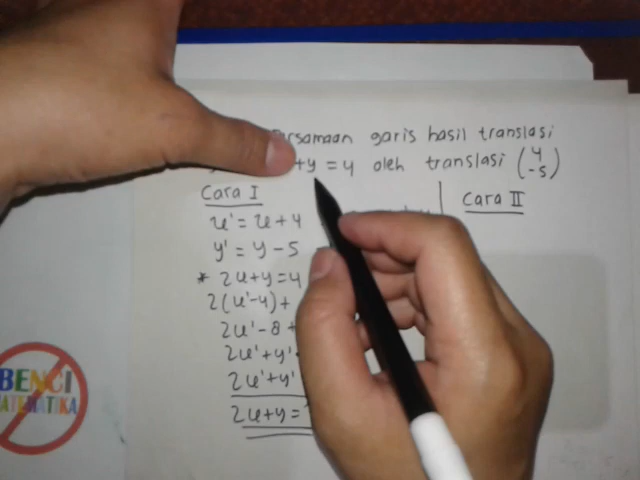 garis hasil translasi
+y = 4 oleh translasi (4 -5)
Cara I
x' = x + 4
y' = y - 5
* 2x + y = 4
2(x' - 4) +
2x' - 8 +
2x' + y'
2x' + y'
2x + y =
Cara II
BENCI
MATEMATIKA